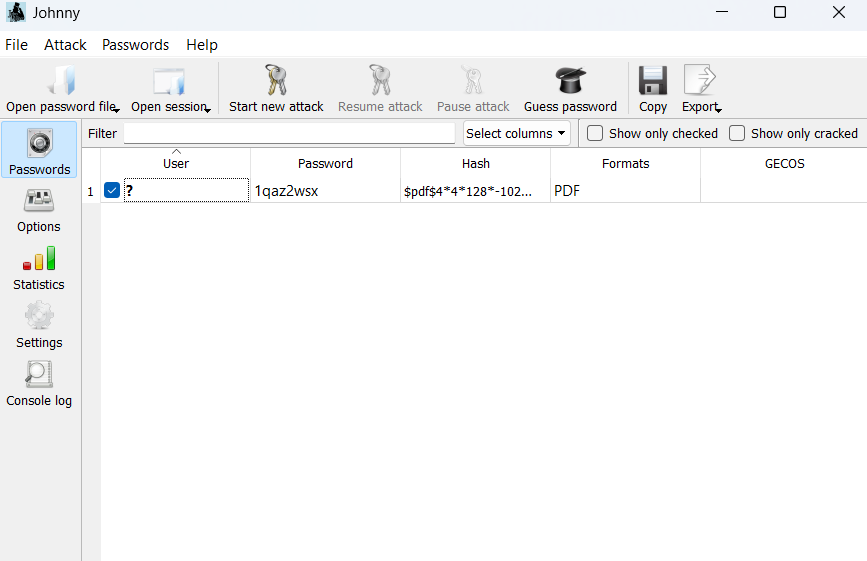 Johnny
File Attack Passwords Help
Open password file Open session Start new attack Resume attack Pause attack Guess password Copy Export
Filter Select columns Show only checked Show only cracked
Passwords
User Password Hash Formats GECOS
1 ? 1qaz2wsx $pdf$4*4*128*-102... PDF
Options
Statistics
Settings
Console log